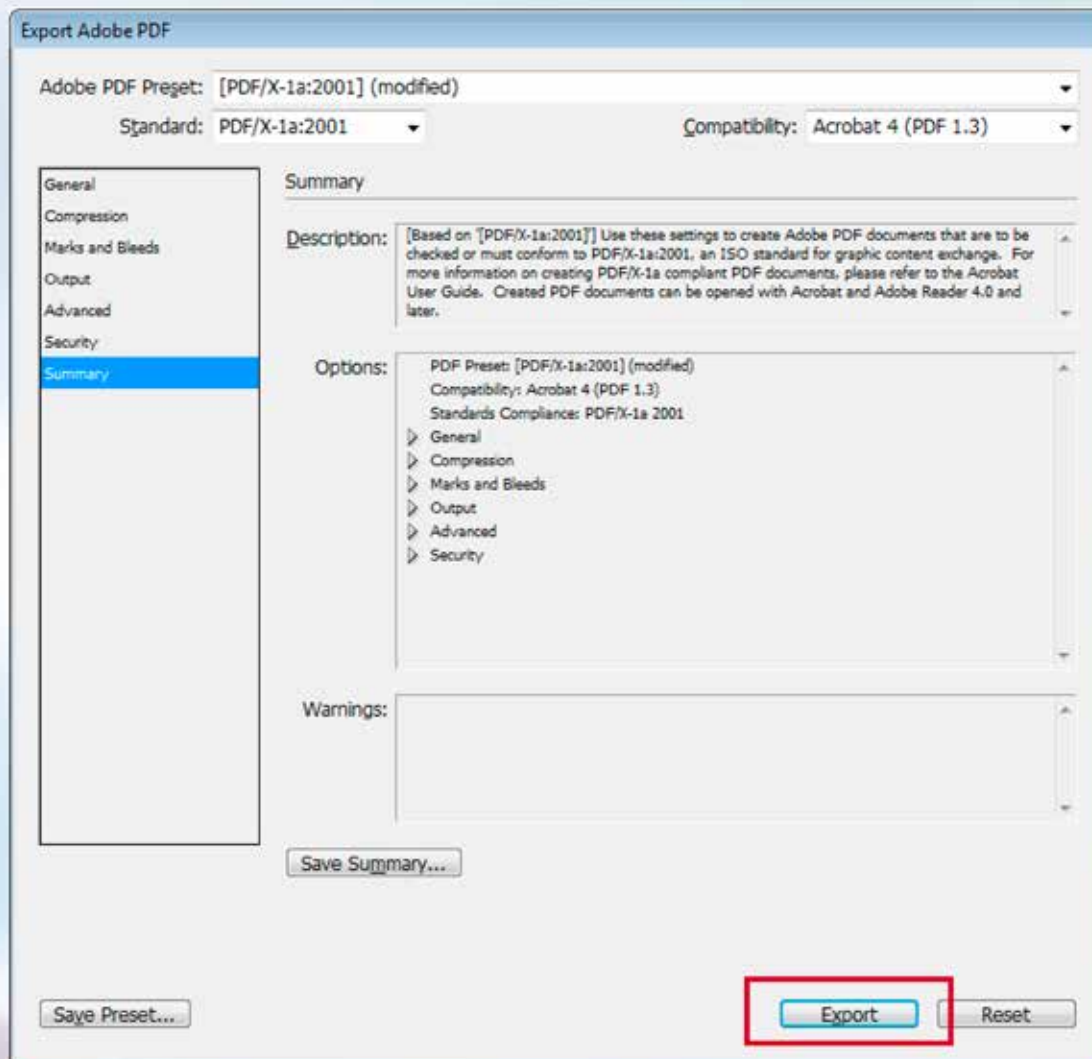 Export Adobe PDF
Adobe PDF Preset: [PDF/X-1a:2001] (modified)
Standard: PDF/X-1a:2001 Compatibility: Acrobat 4 (PDF 1.3)
General
Compression
Marks and Bleeds
Output
Advanced
Security
Summary
Summary
Description: [Based on '[PDF/X-1a:2001]'] Use these settings to create Adobe PDF documents that are to be
checked or must conform to PDF/X-1a:2001, an ISO standard for graphic content exchange. For
more information on creating PDF/X-1a compliant PDF documents, please refer to the Acrobat
User Guide. Created PDF documents can be opened with Acrobat and Adobe Reader 4.0 and
later.
Options: PDF Preset: [PDF/X-1a:2001] (modified)
Compatibility: Acrobat 4 (PDF 1.3)
Standards Compliance: PDF/X-1a 2001
General
Compression
Marks and Bleeds
Output
Advanced
Security
Warnings:
Save Summary...
Save Preset... Export Reset